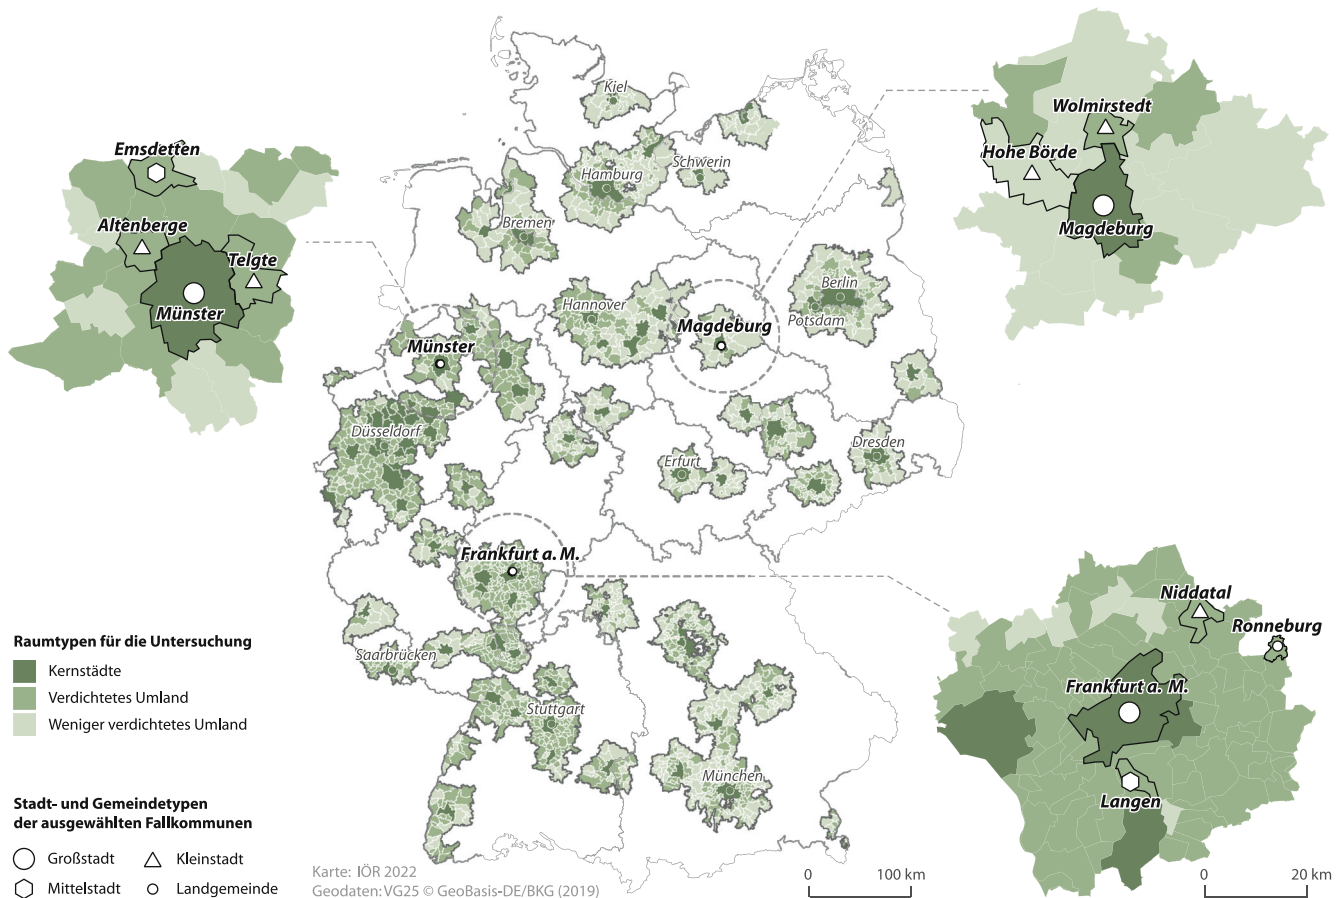 Emsdetten
Altenberge
Telgte
Münster
Kiel
Schwerin
Hamburg
Bremen
Hannover
Berlin
Potsdam
Magdeburg
Münster
Düsseldorf
Dresden
Erfurt
Frankfurt a. M.
Saarbrücken
Stuttgart
München
Wolmirstedt
Hohe Börde
Magdeburg
Niddatal
Ronneburg
Frankfurt a. M.
Langen
Raumtypen für die Untersuchung
Kernstädte
Verdichtetes Umland
Weniger verdichtetes Umland
Stadt- und Gemeindetypen
der ausgewählten Fallkommunen
Großstadt
Kleinstadt
Mittelstadt
Landgemeinde
Karte: IÖR 2022
Geodaten: VG25 © GeoBasis-DE/BKG (2019)
0 100 km
0 20 km